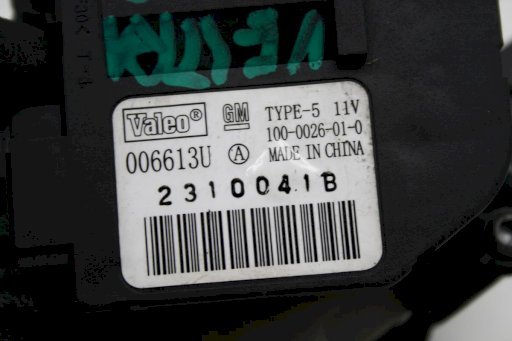 VECTRA
Valeo® GM TYPE-5 11V
100-0026-01-0
006613U A MADE IN CHINA
2310041B